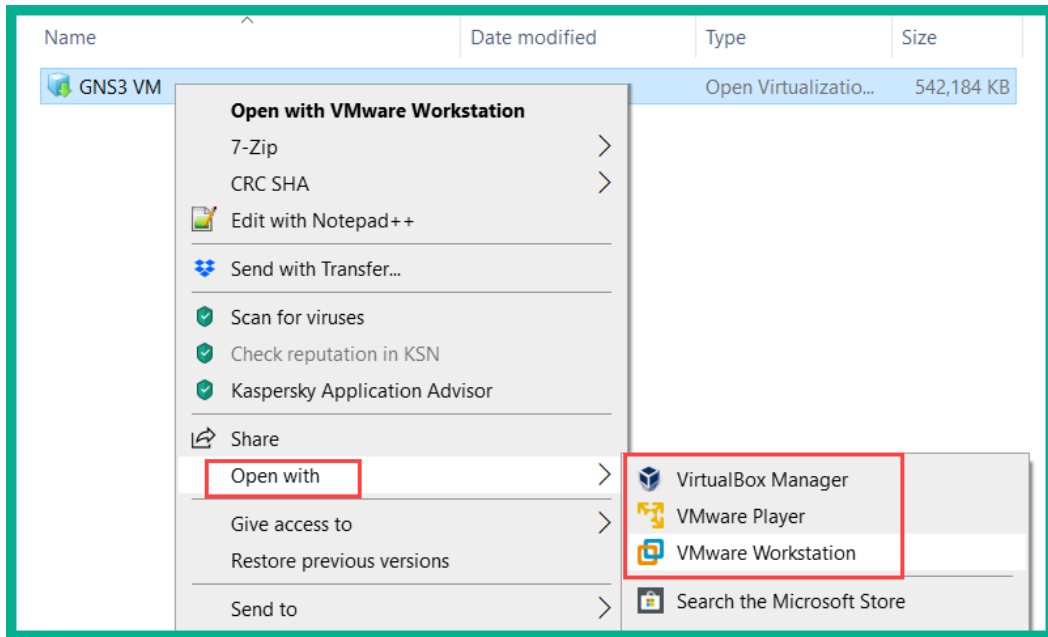 Name Date modified Type Size
GNS3 VM Open Virtualizatio... 542,184 KB
Open with VMware Workstation
7-Zip
CRC SHA
Edit with Notepad++
Send with Transfer...
Scan for viruses
Check reputation in KSN
Kaspersky Application Advisor
Share
Open with
Give access to
Restore previous versions
Send to
VirtualBox Manager
VMware Player
VMware Workstation
Search the Microsoft Store